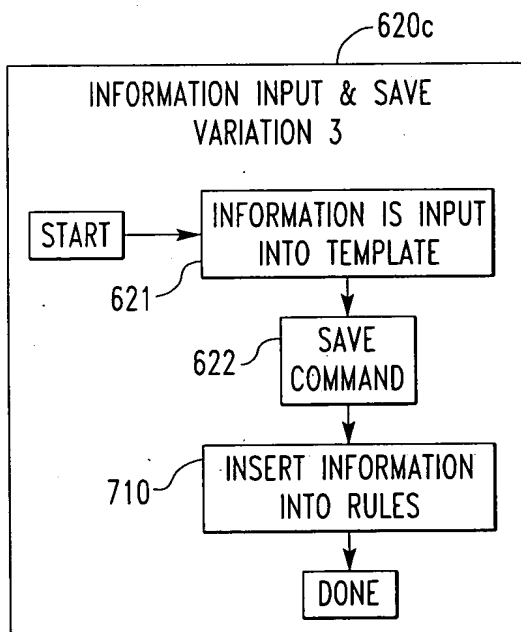 620c
INFORMATION INPUT & SAVE
VARIATION 3
START
INFORMATION IS INPUT
INTO TEMPLATE
621
SAVE
COMMAND
622
INSERT INFORMATION
INTO RULES
710
DONE